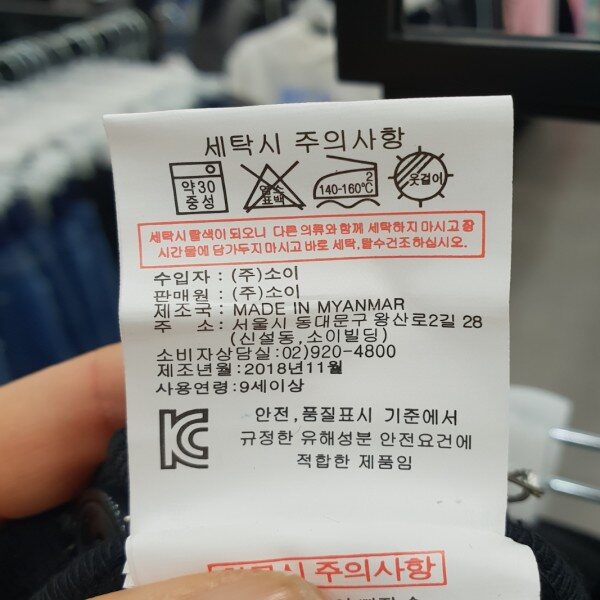 세탁시 주의사항
약30
중성
염소
표백
2
140-160℃
옷걸이
세탁시 탈색이 되오니 다른 의류와 함께 세탁하지 마시고 장
시간 물에 담가두지 마시고 바로 세탁,탈수건조하십시오.
수입자 : (주)소이
판매원 : (주)소이
제조국 : MADE IN MYANMAR
주 소 : 서울시 동대문구 왕산로2길 28
(신설동,소이빌딩)
소비자상담실:02)920-4800
제조년월:2018년11월
사용연령:9세이상
안전,품질표시 기준에서
규정한 유해성분 안전요건에
적합한 제품임
시 주의사항